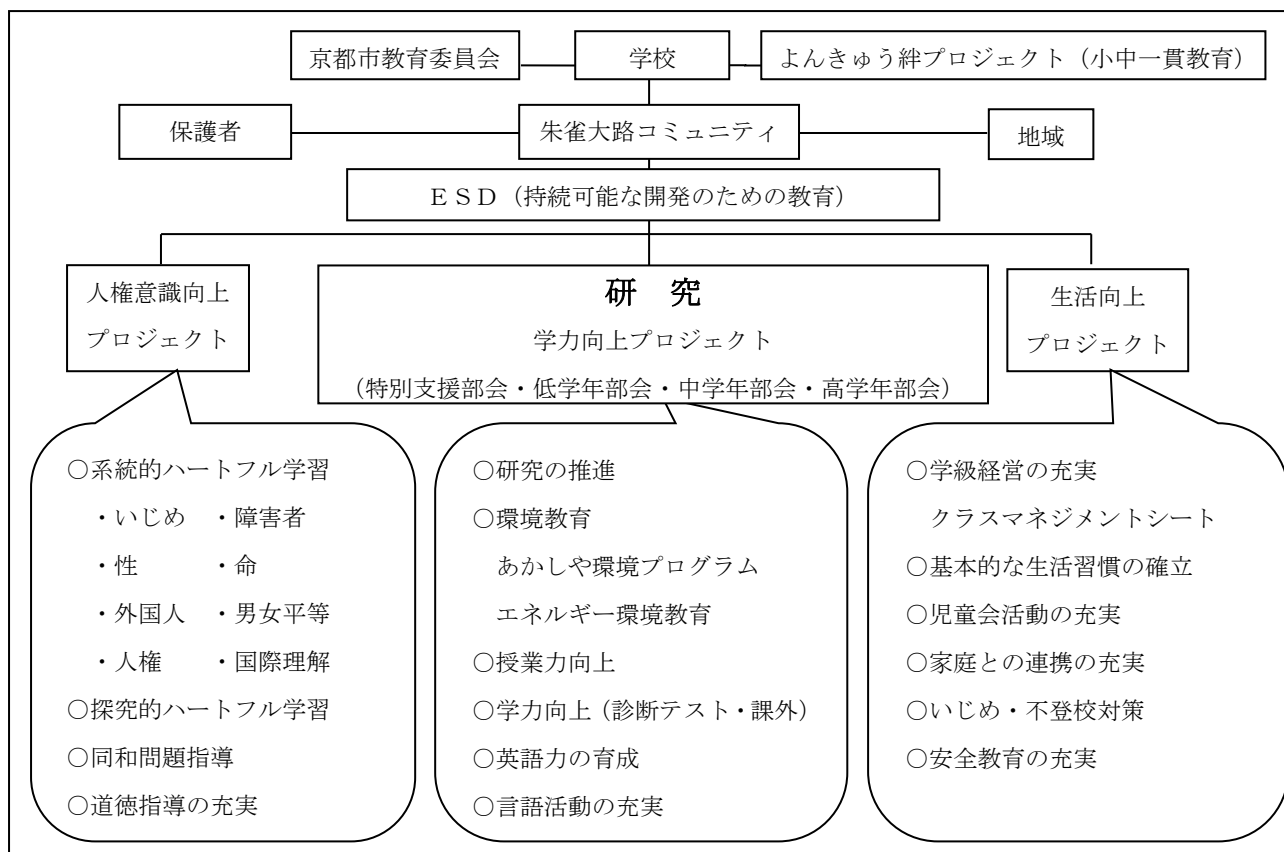 京都市教育委員会
学校
よんきゅう絆プロジェクト（小中一貫教育）
保護者
朱雀大路コミュニティ
地域
ＥＳＤ（持続可能な開発のための教育）
人権意識向上
プロジェクト
研　究
学力向上プロジェクト
（特別支援部会・低学年部会・中学年部会・高学年部会）
生活向上
プロジェクト
○系統的ハートフル学習
・いじめ　・障害者
・性　　　・命
・外国人　・男女平等
・人権　　・国際理解
○探究的ハートフル学習
○同和問題指導
○道徳指導の充実
○研究の推進
○環境教育
あかしや環境プログラム
エネルギー環境教育
○授業力向上
○学力向上（診断テスト・課外）
○英語力の育成
○言語活動の充実
○学級経営の充実
クラスマネジメントシート
○基本的な生活習慣の確立
○児童会活動の充実
○家庭との連携の充実
○いじめ・不登校対策
○安全教育の充実